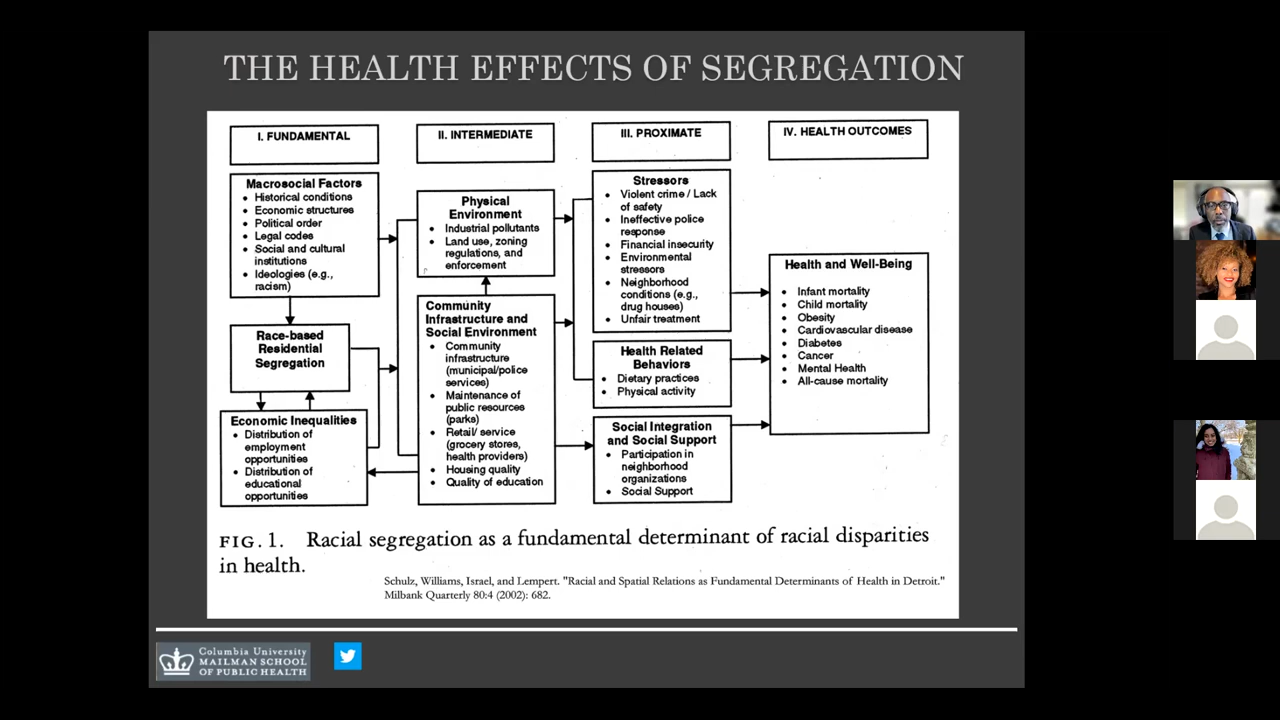 THE HEALTH EFFECTS OF SEGREGATION
I. FUNDAMENTAL
Macrosocial Factors
• Historical conditions
• Economic structures
• Political order
• Legal codes
• Social and cultural
institutions
• Ideologies (e.g.,
racism)
Race-based
Residential
Segregation
Economic Inequalities
• Distribution of
employment
opportunities
• Distribution of
educational
opportunities
II. INTERMEDIATE
Physical
Environment
• Industrial pollutants
• Land use, zoning
regulations, and
enforcement
Community
Infrastructure and
Social Environment
• Community
infrastructure
(municipal/police
services)
• Maintenance of
public resources
(parks)
• Retail/ service
(grocery stores,
health providers)
• Housing quality
• Quality of education
III. PROXIMATE
Stressors
• Violent crime / Lack
of safety
• Ineffective police
response
• Financial insecurity
• Environmental
stressors
• Neighborhood
conditions (e.g.,
drug houses)
• Unfair treatment
Health Related
Behaviors
• Dietary practices
• Physical activity
Social Integration
and Social Support
• Participation in
neighborhood
organizations
• Social Support
IV. HEALTH OUTCOMES
Health and Well-Being
• Infant mortality
• Child mortality
• Obesity
• Cardiovascular disease
• Diabetes
• Cancer
• Mental Health
• All-cause mortality
FIG. 1. Racial segregation as a fundamental determinant of racial disparities
in health.
Schulz, Williams, Israel, and Lempert. "Racial and Spatial Relations as Fundamental Determinants of Health in Detroit."
Milbank Quarterly 80:4 (2002): 682.
Columbia University
MAILMAN SCHOOL
OF PUBLIC HEALTH